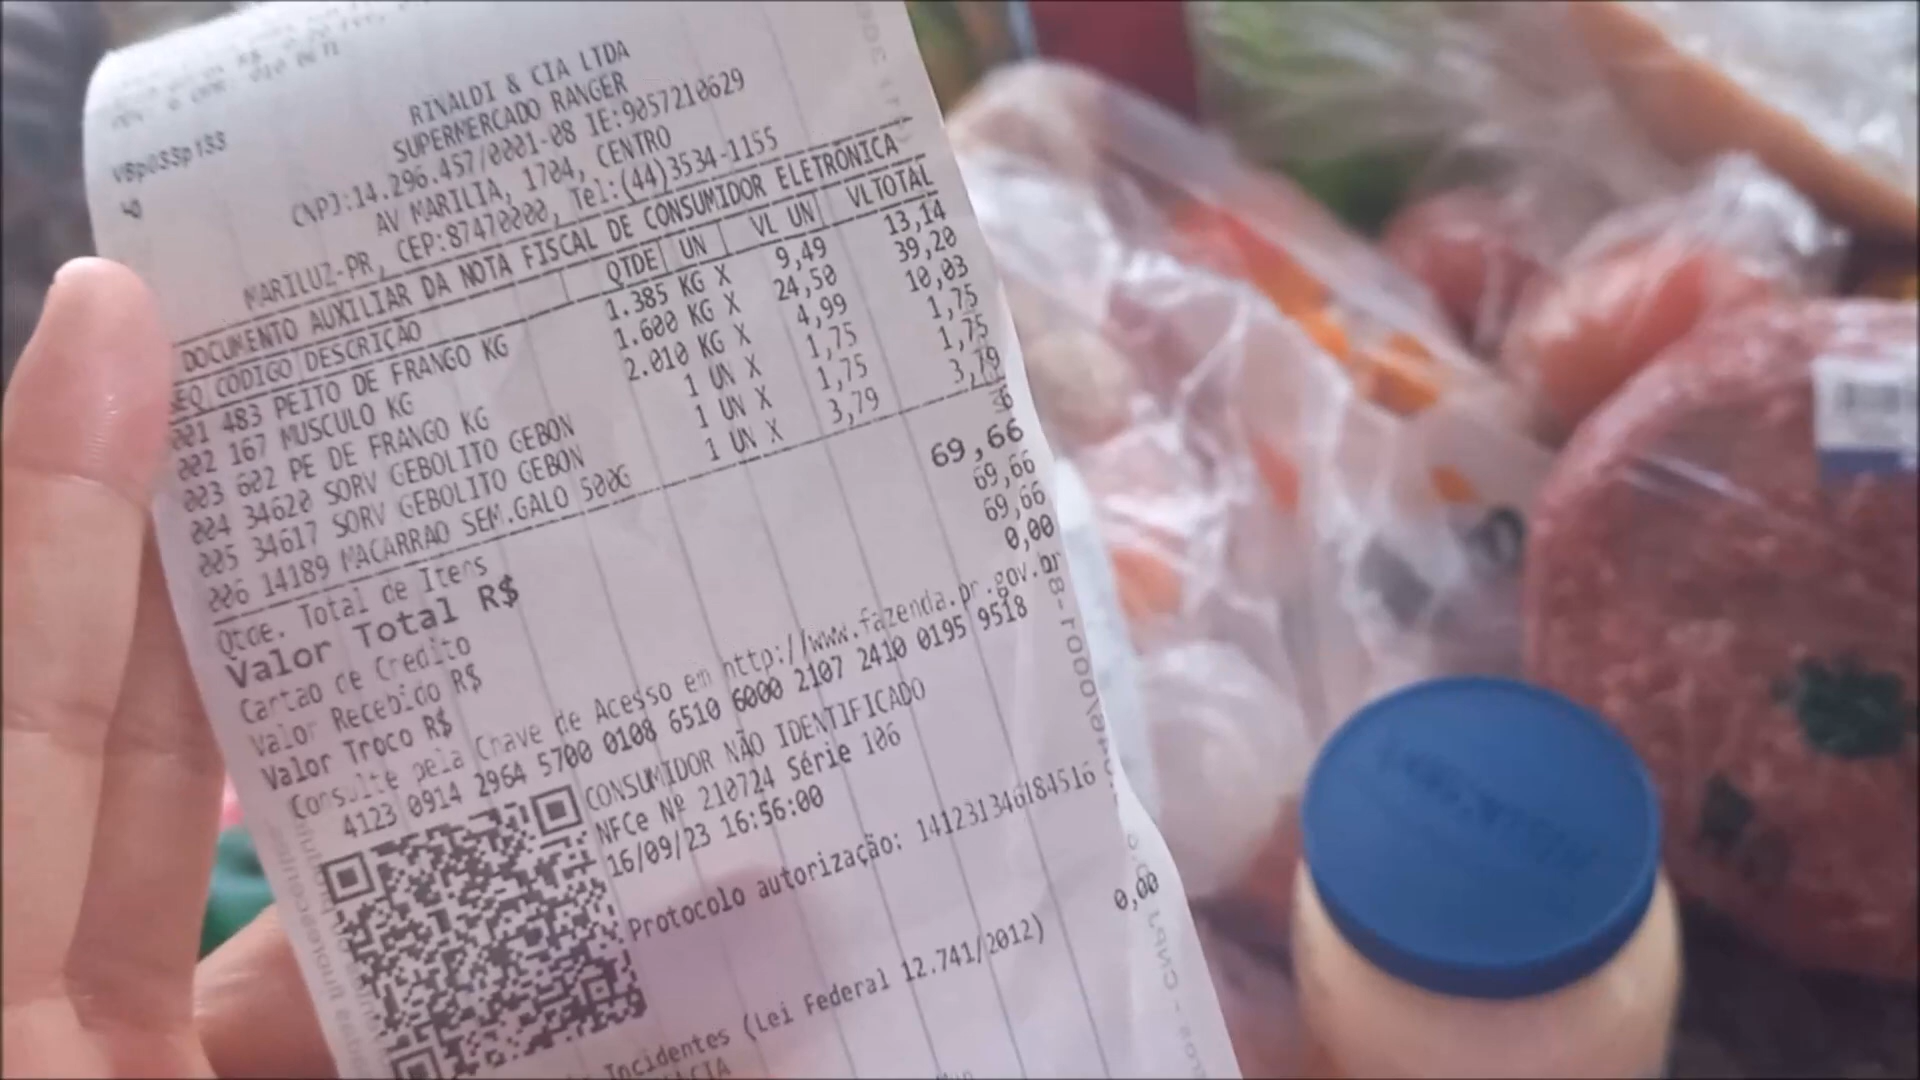 VBp033p133
40
RINALDI & CIA LTDA
SUPERMERCADO RANGER
CNPJ:14.296.457/0001-08 IE:9057210629
AV MARILIA, 1704, CENTRO
MARILUZ-PR, CEP:87470000, Tel:(44)3534-1155
DOCUMENTO AUXILIAR DA NOTA FISCAL DE CONSUMIDOR ELETRONICA
SEQ CODIGO DESCRICAO QTDE UN VL UN VLTOTAL
001 483 PEITO DE FRANGO KG 1.385 KG X 9,49 13,14
002 167 MUSCULO KG 1.600 KG X 24,50 39,20
003 602 PE DE FRANGO KG 2.010 KG X 4,99 10,03
004 34620 SORV GEBOLITO GEBON 1 UN X 1,75 1,75
005 34617 SORV GEBOLITO GEBON 1 UN X 1,75 1,75
006 14189 MACARRAO SEM.GALO 500G 1 UN X 3,79 3,79
Qtde. Total de Itens 6
Valor Total R$ 69,66
Cartao de Credito 69,66
Valor Recebido R$ 69,66
Valor Troco R$ 0,00
Consulte pela Chave de Acesso em http://www.fazenda.pr.gov.br
4123 0914 2964 5700 0108 6510 6000 2107 2410 0195 9518
CONSUMIDOR NÃO IDENTIFICADO
NFCe Nº 210724 Série 106
16/09/23 16:56:00
Protocolo autorização: 141231346184516
0,00
Incidentes (Lei Federal 12.741/2012)